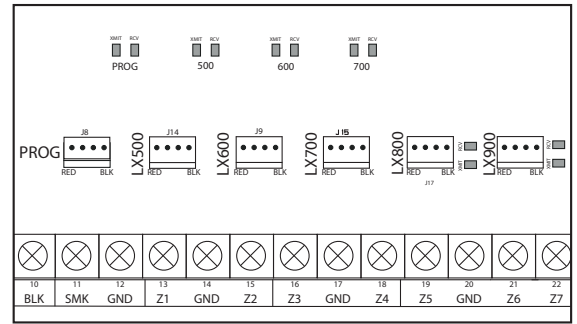 XMIT RCV XMIT RCV XMIT RCV XMIT RCV
PROG 500 600 700
J8 J14 J9 J15
PROG LX500 LX600 LX700 LX800 RCV XMIT LX900 RCV XMIT
RED BLK RED BLK RED BLK RED BLK RED BLK RED BLK
J17
10 11 12 13 14 15 16 17 18 19 20 21 22
BLK SMK GND Z1 GND Z2 Z3 GND Z4 Z5 GND Z6 Z7